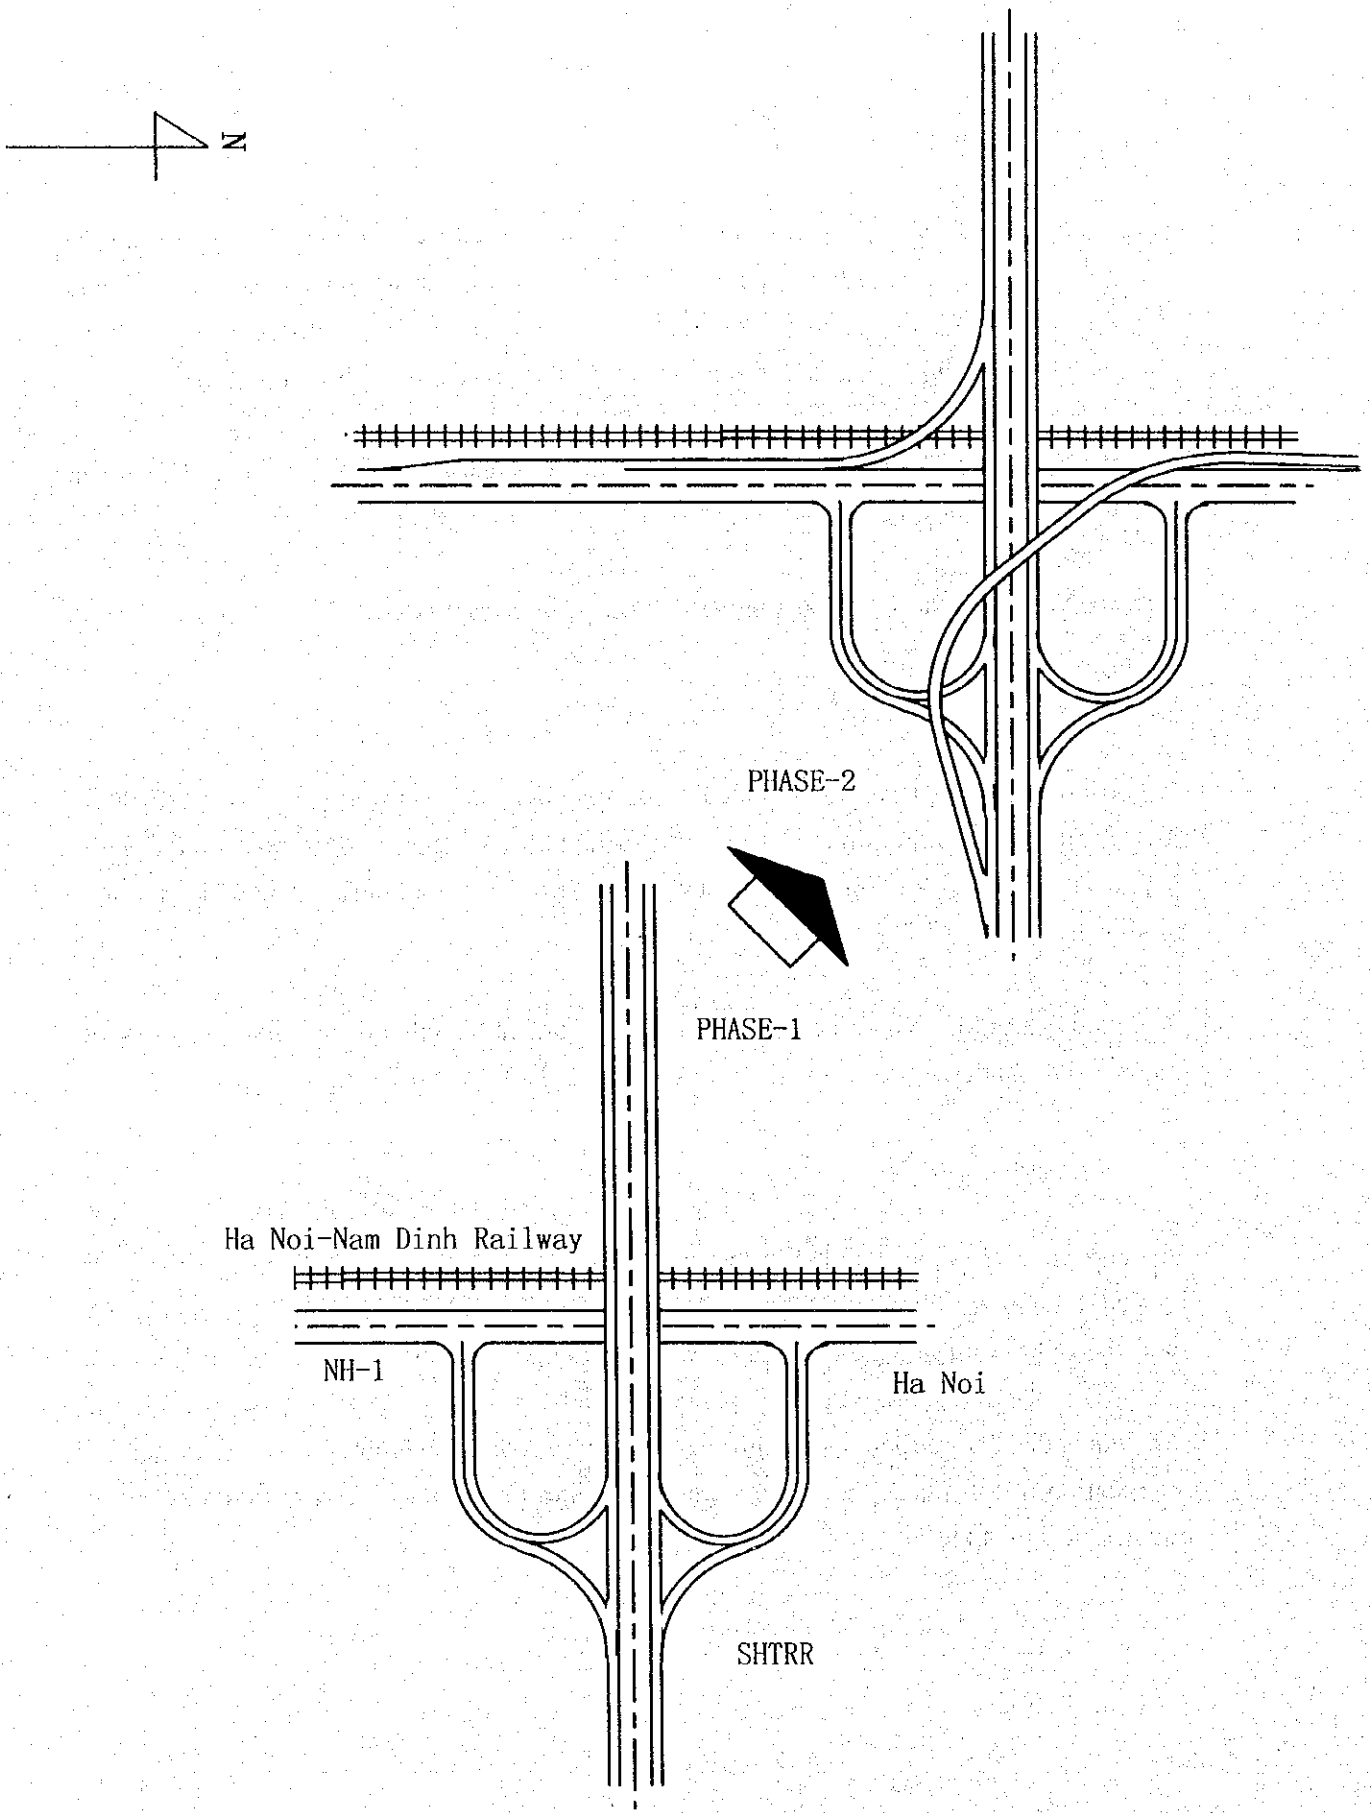 N
PHASE-2
PHASE-1
Ha Noi-Nam Dinh Railway
NH-1
Ha Noi
SHTRR